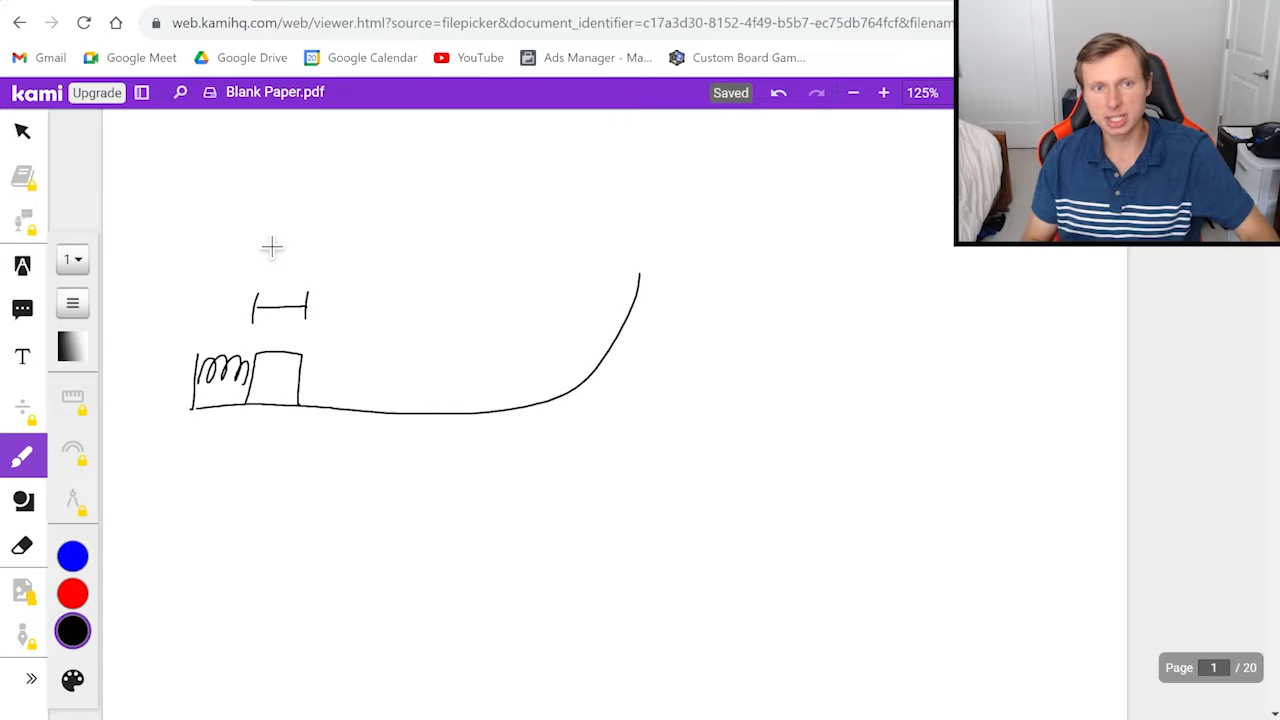 web.kamihq.com/web/viewer.html?source=filepicker&document_identifier=c17a3d30-8152-4f49-b5b7-ec75db764fcf&filenam
Gmail Google Meet Google Drive 20 Google Calendar YouTube Ads Manager - Ma... Custom Board Gam...
kami Upgrade Blank Paper.pdf Saved 125%
A
1
T
Page 1 / 20